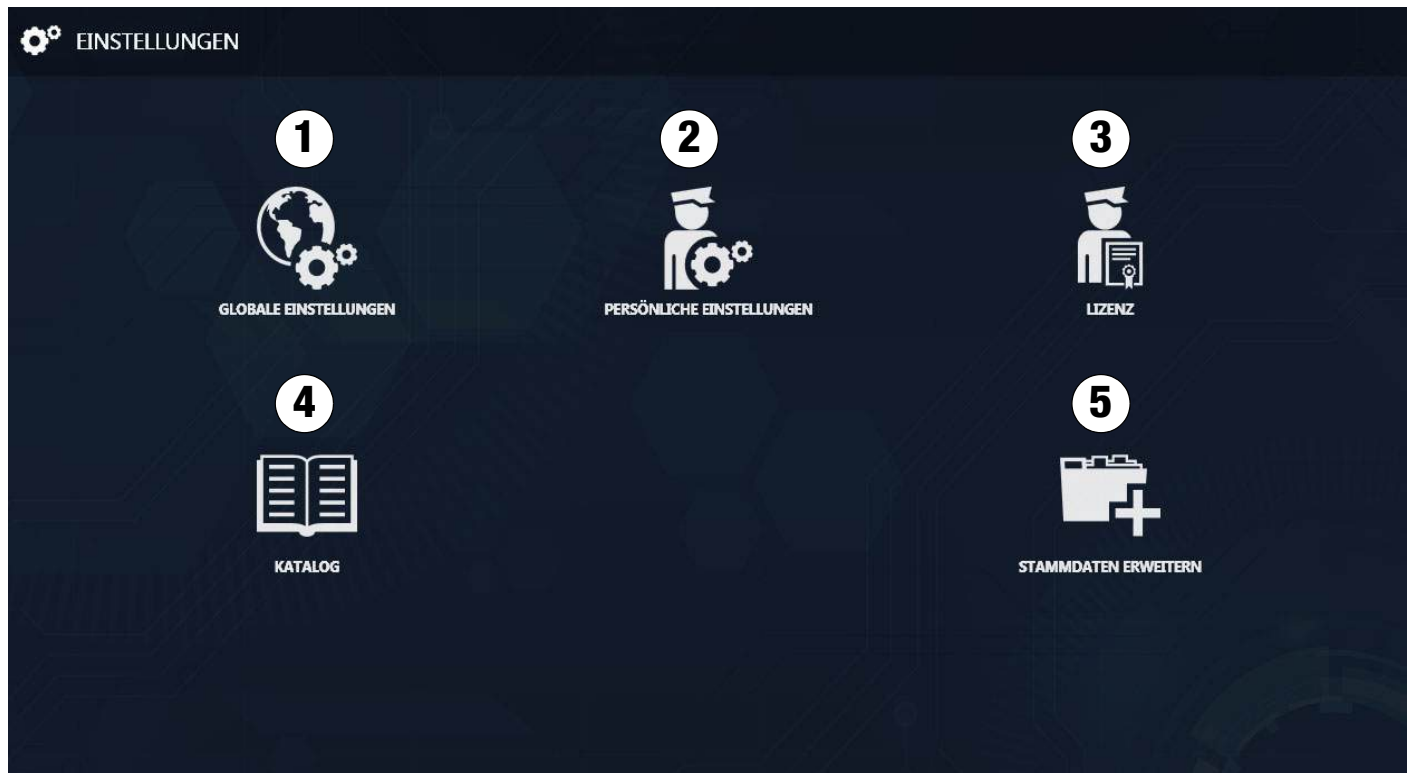 EINSTELLUNGEN
1 2 3
GLOBALE EINSTELLUNGEN PERSÖNLICHE EINSTELLUNGEN LIZENZ
4 5
KATALOG STAMMDATEN ERWEITERN